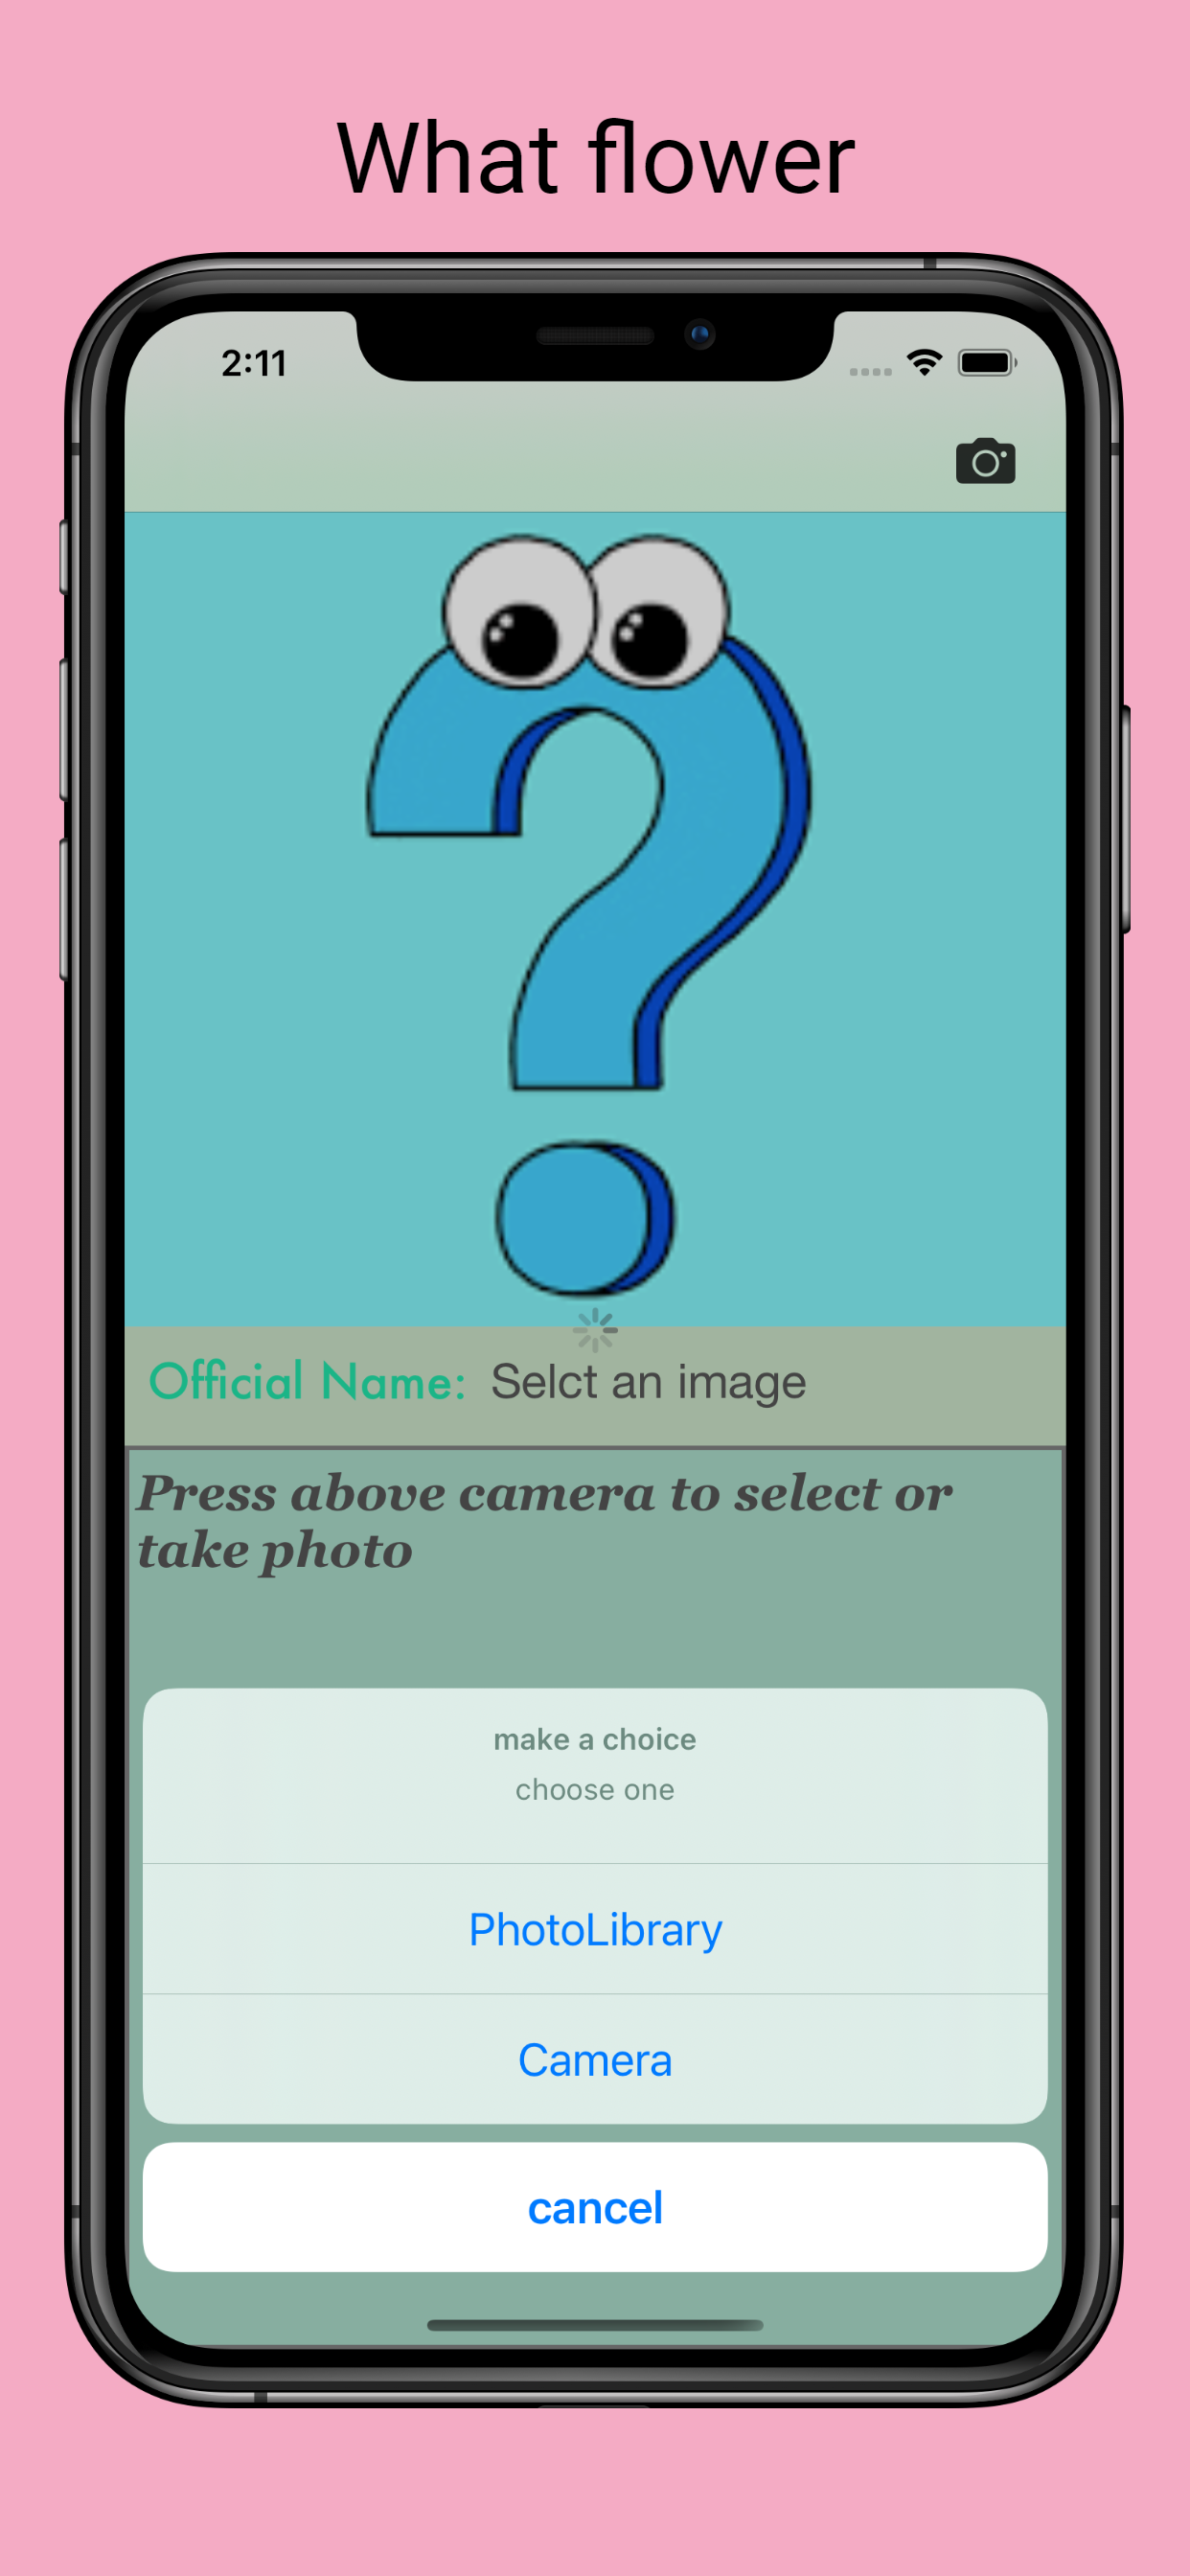 What flower
2:11
Official Name: Selct an image
Press above camera to select or
take photo
make a choice
choose one
PhotoLibrary
Camera
cancel